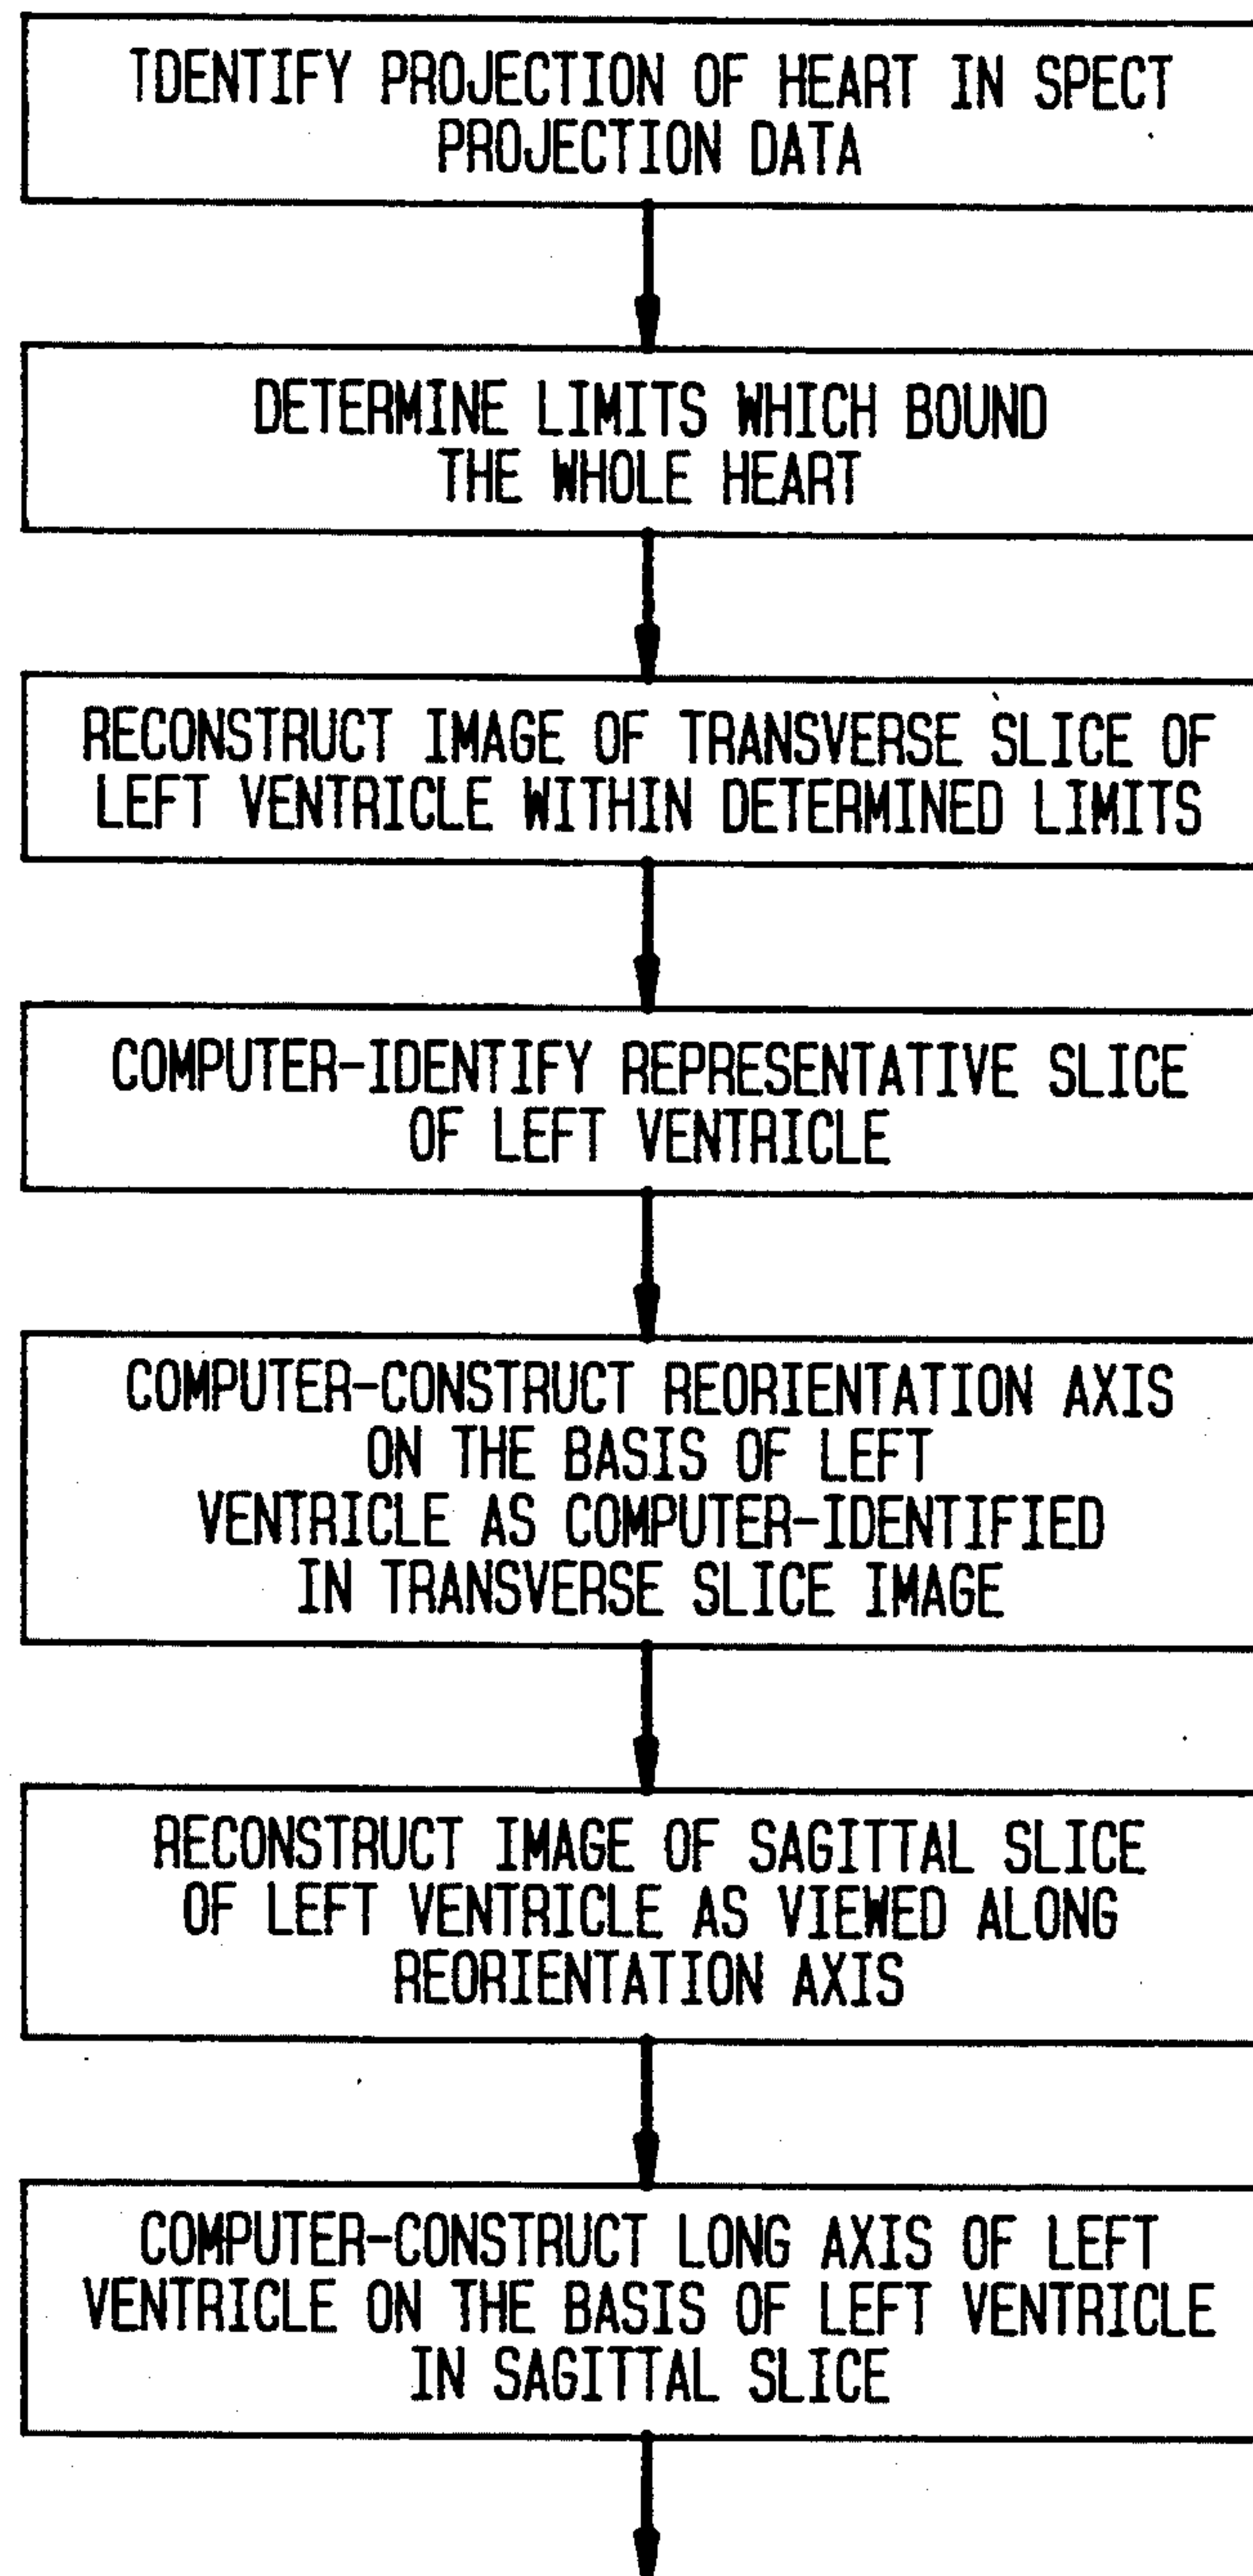 TDENTIFY PROJECTION OF HEART IN SPECT
PROJECTION DATA
DETERMINE LIMITS WHICH BOUND
THE WHOLE HEART
RECONSTRUCT IMAGE OF TRANSVERSE SLICE OF
LEFT VENTRICLE WITHIN DETERMINED LIMITS
COMPUTER-IDENTIFY REPRESENTATIVE SLICE
OF LEFT VENTRICLE
COMPUTER-CONSTRUCT REORIENTATION AXIS
ON THE BASIS OF LEFT
VENTRICLE AS COMPUTER-IDENTIFIED
IN TRANSVERSE SLICE IMAGE
RECONSTRUCT IMAGE OF SAGITTAL SLICE
OF LEFT VENTRICLE AS VIEWED ALONG
REORIENTATION AXIS
COMPUTER-CONSTRUCT LONG AXIS OF LEFT
VENTRICLE ON THE BASIS OF LEFT VENTRICLE
IN SAGITTAL SLICE